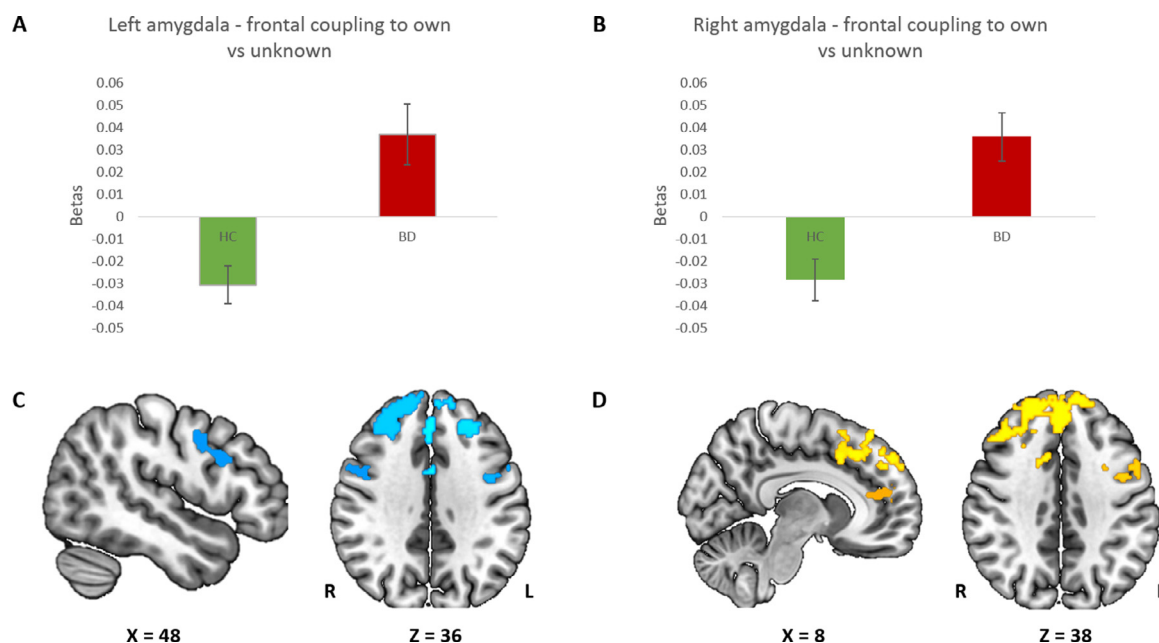 A
Left amygdala - frontal coupling to own
vs unknown
0.06
0.05
0.04
0.03
0.02
0.01
0
-0.01
-0.02
-0.03
-0.04
-0.05
Betas
HC
BD
B
Right amygdala - frontal coupling to own
vs unknown
0.06
0.05
0.04
0.03
0.02
0.01
0
-0.01
-0.02
-0.03
-0.04
-0.05
Betas
HC
BD
C
R
L
X = 48
Z = 36
D
R
X = 8
Z = 38